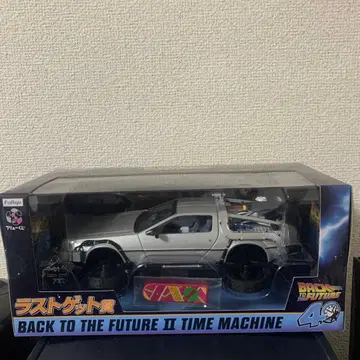 FuRyu
ラストゲット賞
BACK TO THE FUTURE II TIME MACHINE
BACK
TO THE
FUTURE
40